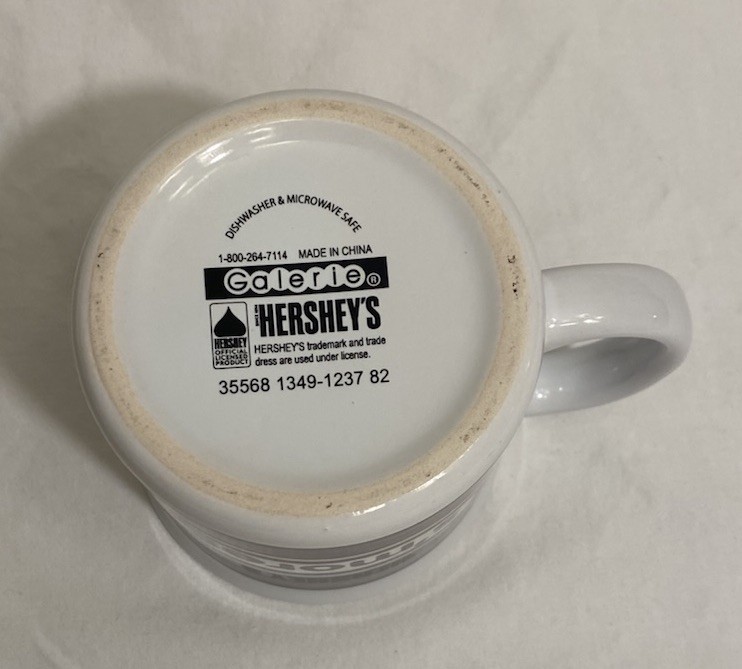 DISHWASHER & MICROWAVE SAFE
1-800-264-7114 MADE IN CHINA
Galerie®
HERSHEY'S
HERSHEY
OFFICIAL
LICENSED
PRODUCT
HERSHEY'S trademark and trade
dress are used under license.
35568 1349-1237 82